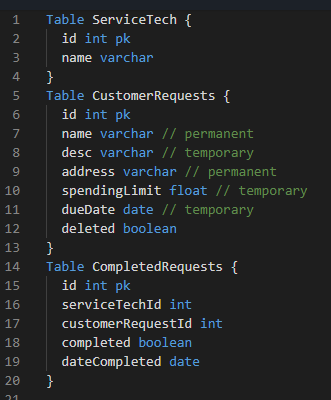 1 Table ServiceTech {
2 id int pk
3 name varchar
4 }
5 Table CustomerRequests {
6 id int pk
7 name varchar // permanent
8 desc varchar // temporary
9 address varchar // permanent
10 spendingLimit float // temporary
11 dueDate date // temporary
12 deleted boolean
13 }
14 Table CompletedRequests {
15 id int pk
16 serviceTechId int
17 customerRequestId int
18 completed boolean
19 dateCompleted date
20 }
21